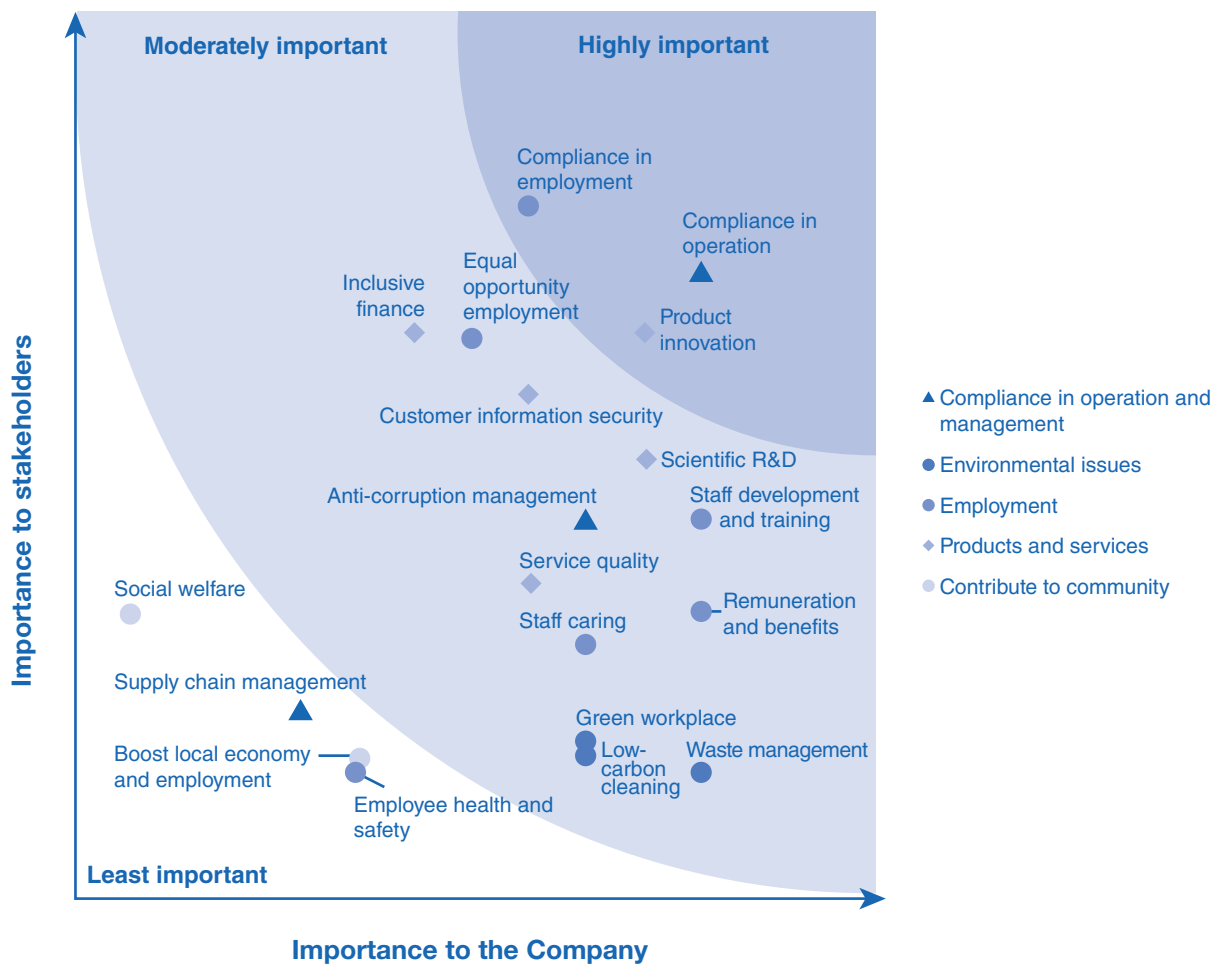 Moderately important
Highly important
Compliance in
employment
Compliance in
operation
Equal
opportunity
employment
Inclusive
finance
Product
innovation
Customer information security
Scientific R&D
Anti-corruption management
Staff development
and training
Service quality
Social welfare
Remuneration
and benefits
Staff caring
Supply chain management
Green workplace
Boost local economy
and employment
Low-
carbon
cleaning
Waste management
Employee health and
safety
Least important
Importance to stakeholders
Importance to the Company
Compliance in operation and
management
Environmental issues
Employment
Products and services
Contribute to community